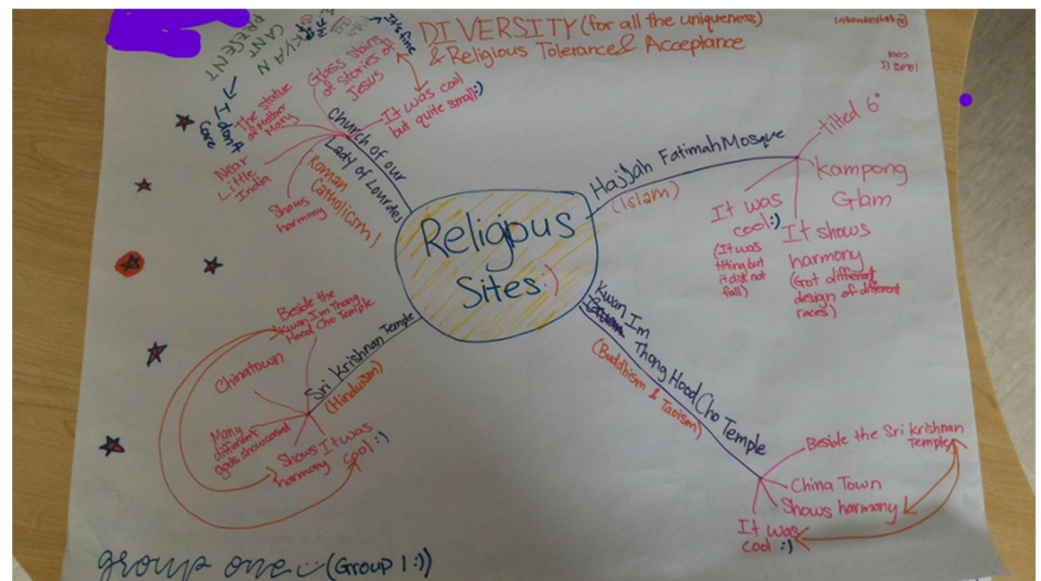 DIVERSITY (for all the uniqueness)
& Religious Tolerance & Acceptance
It's fine
KEVAN
CAN'T
PRESENT
I don't
care
Religious
Sites :)
Church of our
Lady of Lourdes
(Roman
Catholicism)
Glass stains
of stories of
Jesus
It was cool
but quite small :)
The statue
of Mother
Mary
Near
Little
India
Shows
harmony
Hajjah Fatimah Mosque
(Islam)
tilted 6°
Kampong
Glam
It was
cool :)
(It was
tilting but
it did not
fall)
It shows
harmony
(Got different
design of different
races)
Sri Krishnan Temple
(Hinduism)
Beside the
Kwan Im Thong
Hood Cho Temple
Chinatown
Many
different
gods showcased
Shows
harmony
It was
cool :)
Kwan Im
Thong Hood Cho Temple
(Buddhism & Taoism)
Beside the Sri Krishnan
Temple
China Town
Shows harmony
It was
cool :)
group one (Group 1 :))